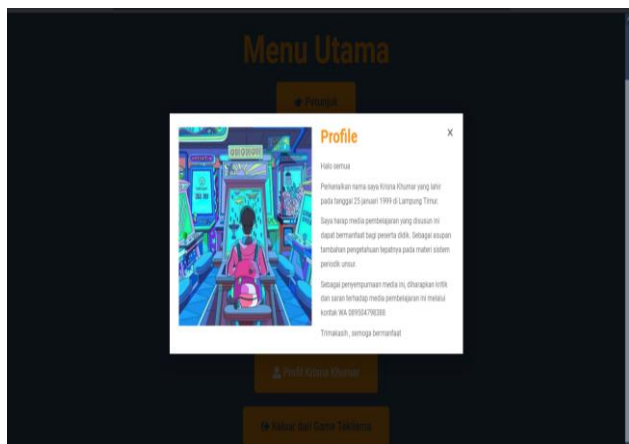 Menu Utama
Petunjuk
Profile
X
Halo semua
Perkenalkan nama saya Krisna Khumar yang lahir
pada tanggal 25 januari 1999 di Lampung Timur.
Saya harap media pembelajaran yang disusun ini
dapat bermanfaat bagi peserta didik. Sebagai asupan
tambahan pengetahuan tepatnya pada materi sistem
periodik unsur.
Sebagai penyempurnaan media ini, diharapkan kritik
dan saran terhadap media pembelajaran ini melalui
kontak WA 089504798388
Trimakasih, semoga bermanfaat
Profil Krisna Khumar
Keluar dari Game